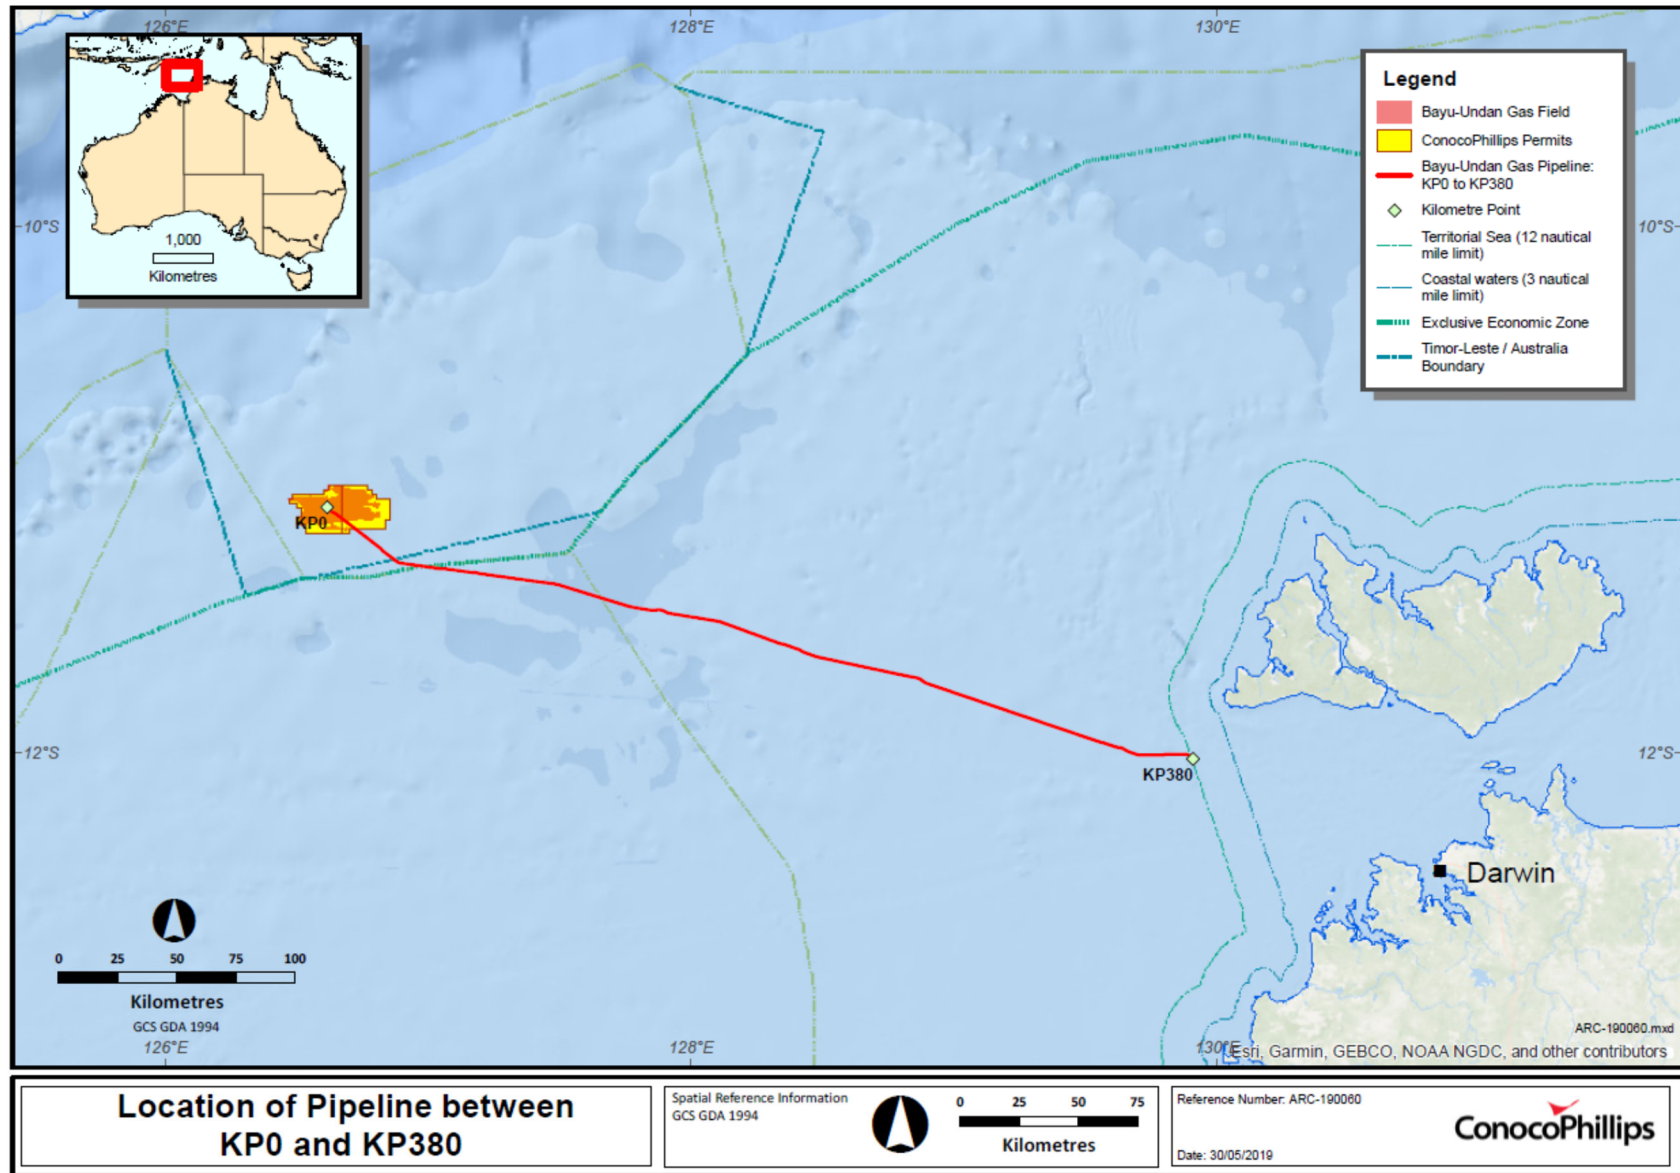 126°E
128°E
130°E
1,000
Kilometres
Legend
Bayu-Undan Gas Field
ConocoPhillips Permits
Bayu-Undan Gas Pipeline:
KP0 to KP380
Kilometre Point
Territorial Sea (12 nautical
mile limit)
Coastal waters (3 nautical
mile limit)
Exclusive Economic Zone
Timor-Leste / Australia
Boundary
10°S
10°S
KP0
12°S
12°S
KP380
Darwin
0 25 50 75 100
Kilometres
GCS GDA 1994
ARC-190060.mxd
126°E
128°E
130°E
Esri, Garmin, GEBCO, NOAA NGDC, and other contributors
Location of Pipeline between
KP0 and KP380
Spatial Reference Information
GCS GDA 1994
0 25 50 75
Kilometres
Reference Number: ARC-190060
Date: 30/05/2019
ConocoPhillips